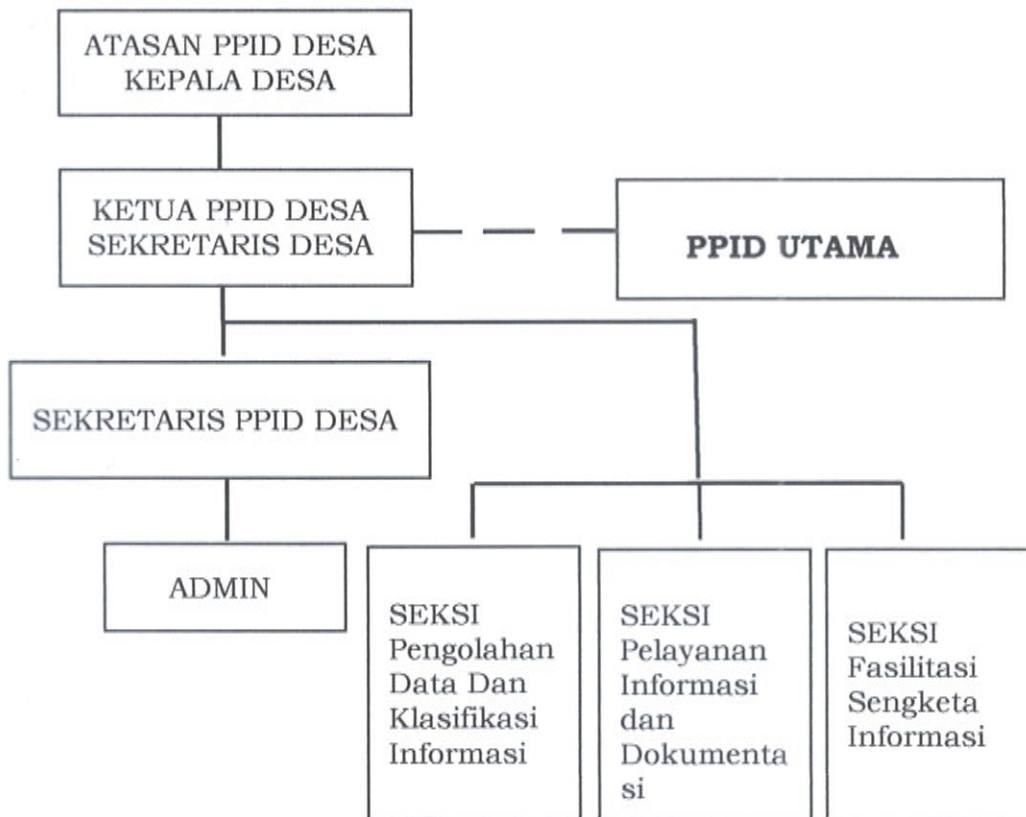 ATASAN PPID DESA
KEPALA DESA
KETUA PPID DESA
SEKRETARIS DESA
PPID UTAMA
SEKRETARIS PPID DESA
ADMIN
SEKSI
Pengolahan
Data Dan
Klasifikasi
Informasi
SEKSI
Pelayanan
Informasi
dan
Dokumenta
si
SEKSI
Fasilitasi
Sengketa
Informasi